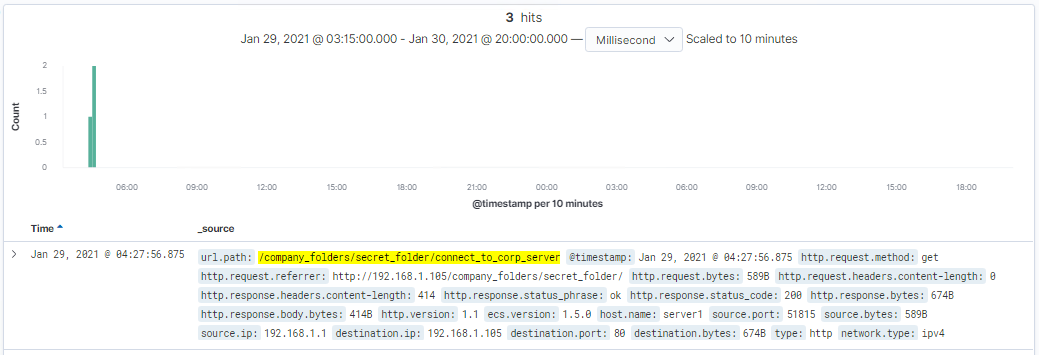 3 hits
Jan 29, 2021 @ 03:15:00.000 - Jan 30, 2021 @ 20:00:00.000 — Millisecond Scaled to 10 minutes
2
1.5
1
0.5
0
Count
06:00 09:00 12:00 15:00 18:00 21:00 00:00 03:00 06:00 09:00 12:00 15:00 18:00
@timestamp per 10 minutes
Time _source
Jan 29, 2021 @ 04:27:56.875 url.path: /company_folders/secret_folder/connect_to_corp_server @timestamp: Jan 29, 2021 @ 04:27:56.875 http.request.method: get
http.request.referrer: http://192.168.1.105/company_folders/secret_folder/ http.request.bytes: 589B http.request.headers.content-length: 0
http.response.headers.content-length: 414 http.response.status_phrase: ok http.response.status_code: 200 http.response.bytes: 674B
http.response.body.bytes: 414B http.version: 1.1 ecs.version: 1.5.0 host.name: server1 source.port: 51815 source.bytes: 589B
source.ip: 192.168.1.1 destination.ip: 192.168.1.105 destination.port: 80 destination.bytes: 674B type: http network.type: ipv4